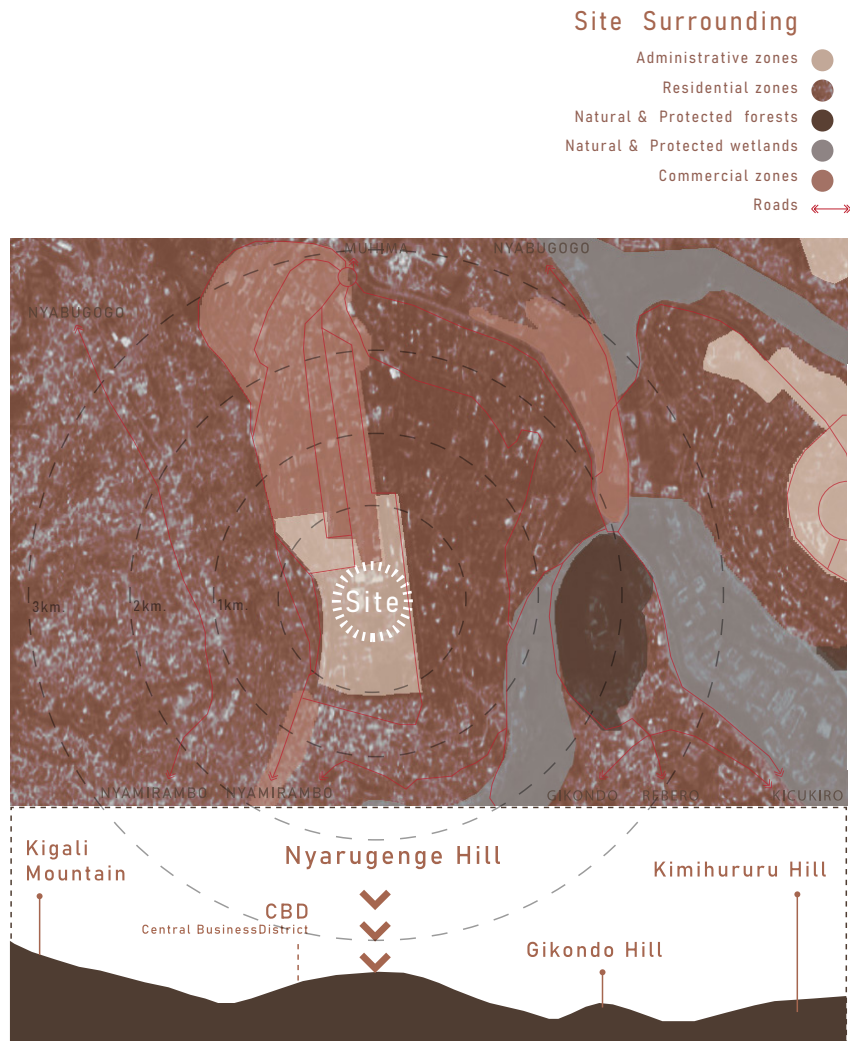 Site Surrounding
Administrative zones
Residential zones
Natural & Protected forests
Natural & Protected wetlands
Commercial zones
Roads
MUHIMA
NYABUGOGO
NYABUGOGO
3km.
2km.
1km.
Site
NYAMIRAMBO
NYAMIRAMBO
GIKONDO
REBERO
KICUKIRO
Kigali
Mountain
Nyarugenge Hill
Kimihururu Hill
CBD
Central BusinessDistrict
Gikondo Hill